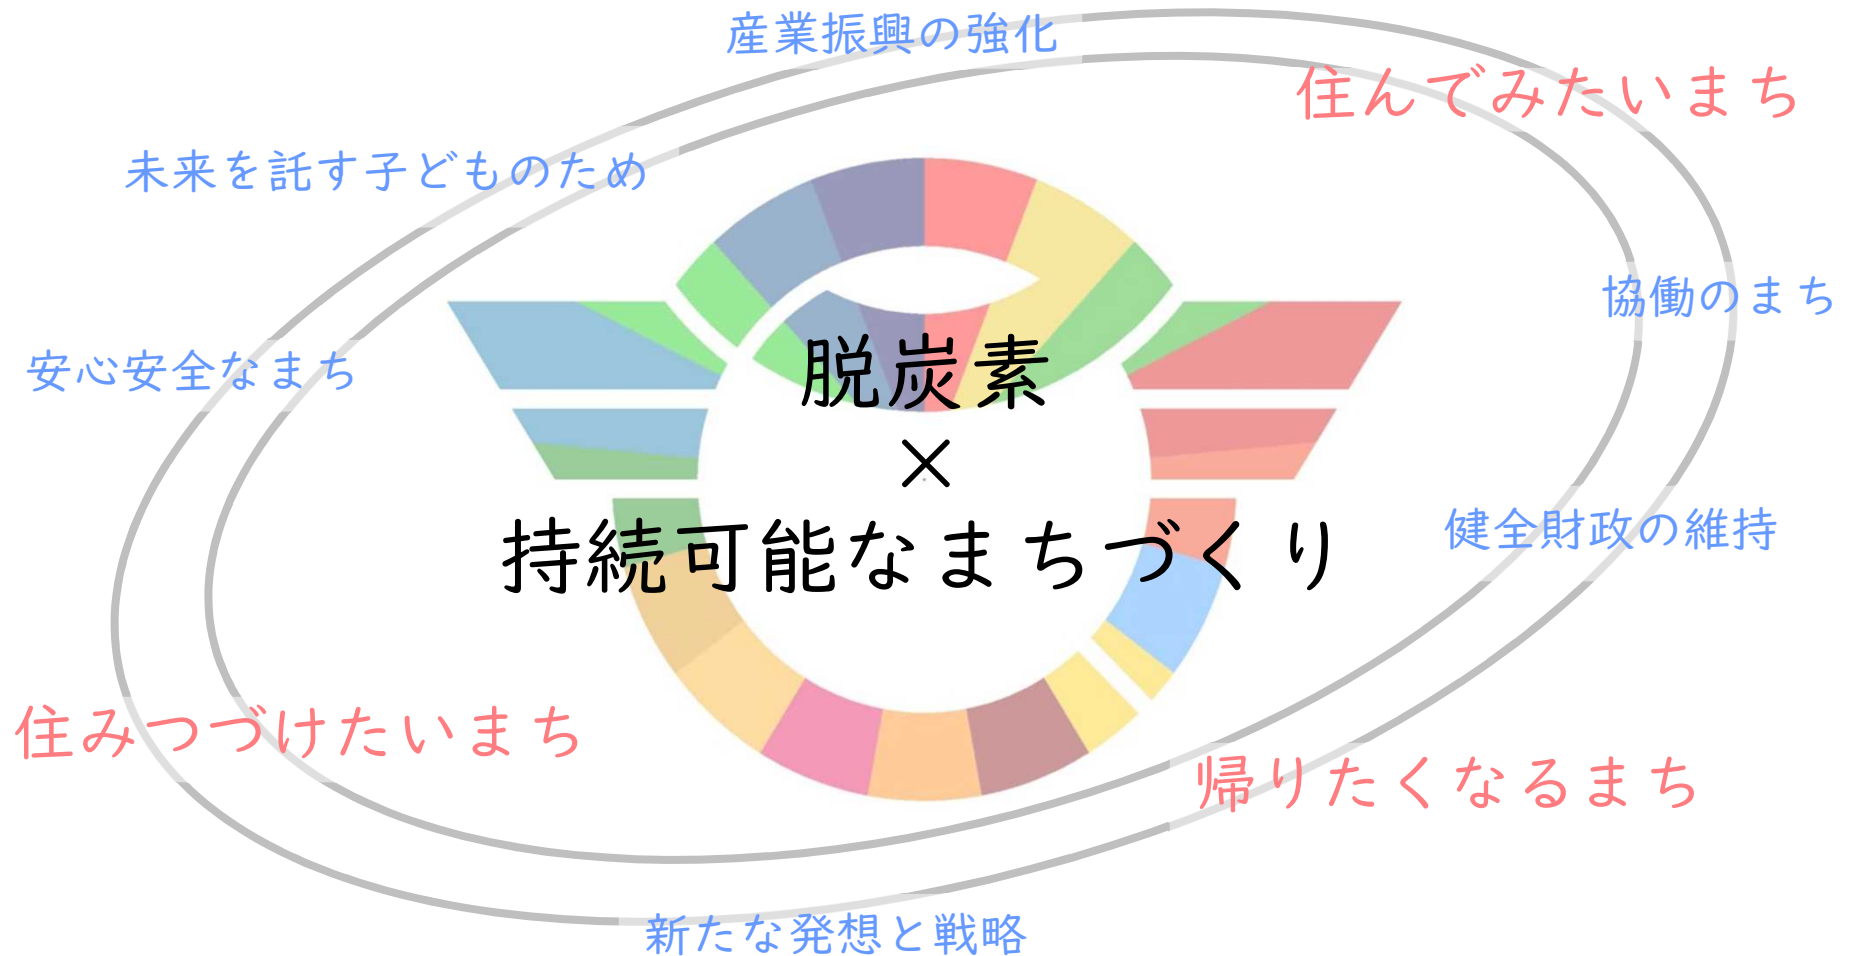 産業振興の強化
住んでみたいまち
未来を託す子どものため
協働のまち
安心安全なまち
脱炭素
×
持続可能なまちづくり
健全財政の維持
住みつづけたいまち
帰りたくなるまち
新たな発想と戦略